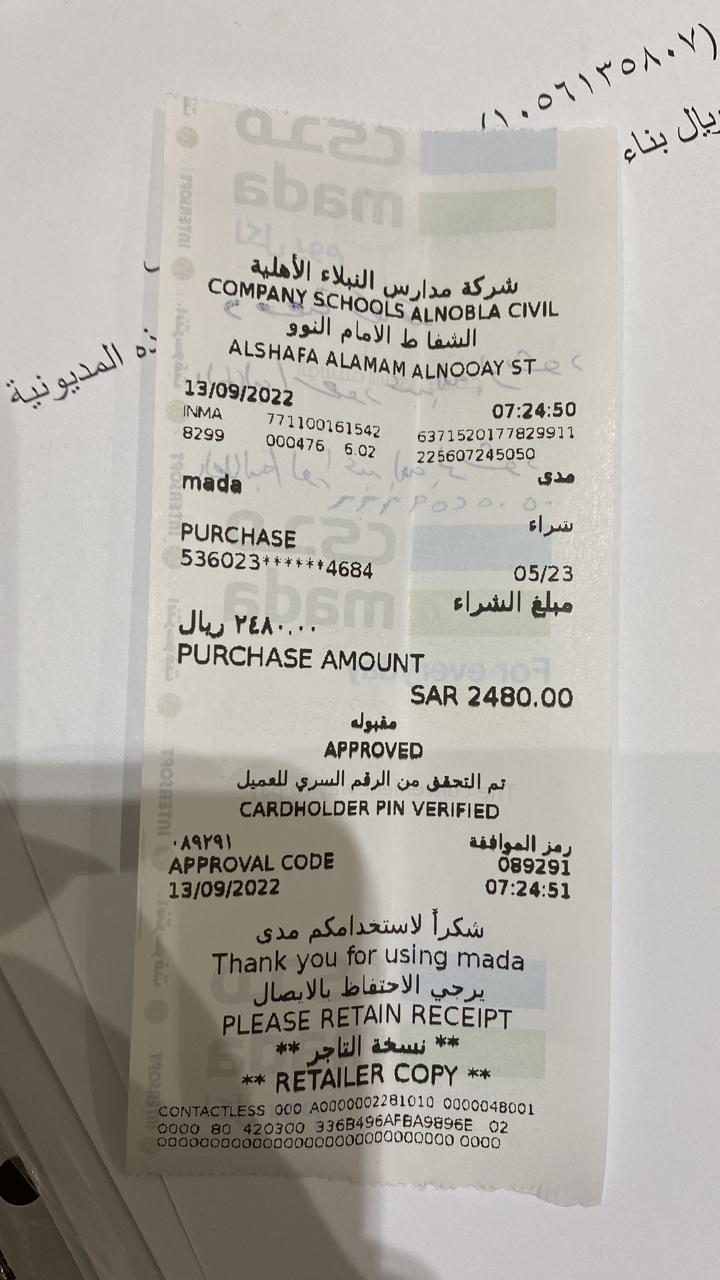 (١٠٥٦١٣٥٨٠٧)
ريال بناء
ذه المديونية
شركة مدارس النبلاء الأهلية
COMPANY SCHOOLS ALNOBLA CIVIL
الشفا ط الامام النوو
ALSHAFA ALAMAM ALNOOAY ST
13/09/2022 07:24:50
INMA 771100161542 6371520177829911
8299 000476 6.02 225607245050
mada مدى
PURCHASE شراء
536023******4684 05/23
مبلغ الشراء
٢٤٨٠.٠٠ ريال
PURCHASE AMOUNT
SAR 2480.00
مقبوله
APPROVED
تم التحقق من الرقم السري للعميل
CARDHOLDER PIN VERIFIED
٠٨٩٢٩١ رمز الموافقة
APPROVAL CODE 089291
13/09/2022 07:24:51
شكراً لاستخدامكم مدى
Thank you for using mada
يرجي الاحتفاظ بالايصال
PLEASE RETAIN RECEIPT
** نسخة التاجر **
** RETAILER COPY **
CONTACTLESS 000 A0000002281010 0000048001
0000 80 420300 336B496AFBA9896E 02
0000000000000000000000000000000 0000